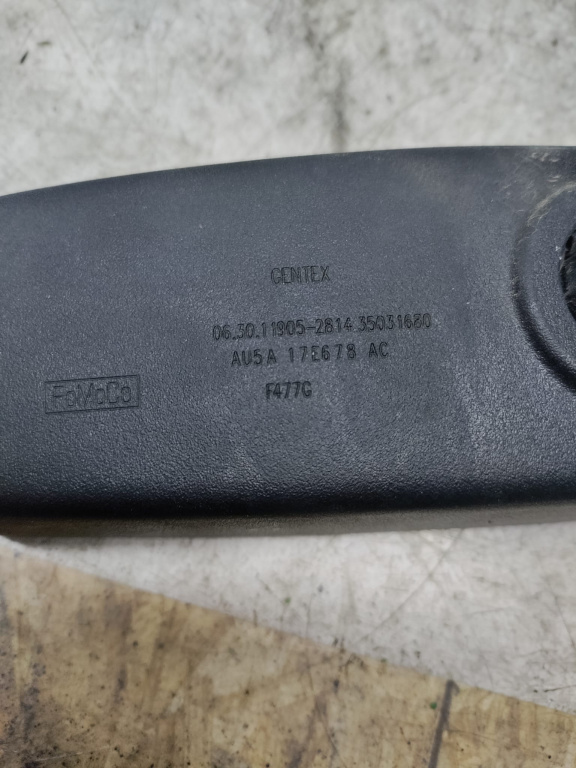 GENTEX
06.30.11905-2814 35031680
AU5A 17E678 AC
F477G
FoMoCo